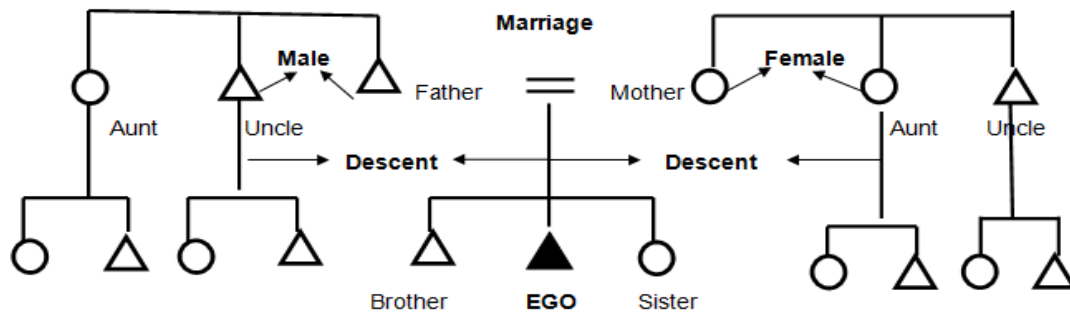 Marriage
Male
Female
Father
Mother
Aunt
Uncle
Aunt
Uncle
Descent
Descent
Brother
EGO
Sister